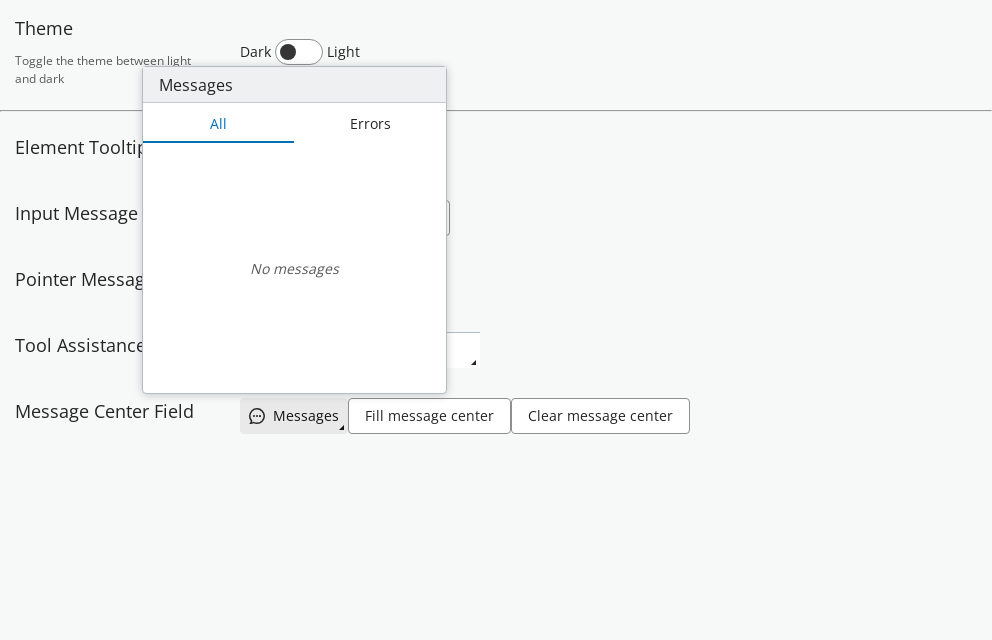 Theme
Toggle the theme between light
and dark
Dark
Light
Messages
All
Errors
No messages
Element Tooltip
Input Message
Pointer Messag
Tool Assistance
Message Center Field
Messages
Fill message center
Clear message center